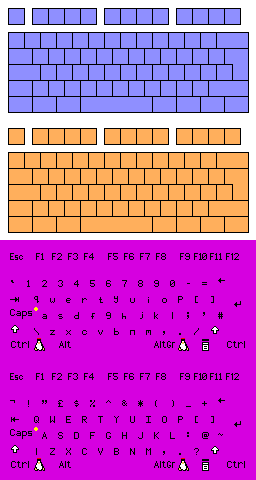 Esc F1 F2 F3 F4 F5 F6 F7 F8 F9 F10 F11 F12
1 2 3 4 5 6 7 8 9 0 - = ←
⇥ q w e r t y u i o p [ ] ↵
Caps a s d f g h j k l ; ' #
⇧ \ z x c v b n m , . / ⇧
Ctrl Alt AltGr Ctrl
Esc F1 F2 F3 F4 F5 F6 F7 F8 F9 F10 F11 F12
¬ ! " £ $ % ^ & * ( ) _ + ←
⇤ Q W E R T Y U I O P { } ↵
Caps A S D F G H J K L : @ ~
⇧ | Z X C V B N M , . ? ⇧
Ctrl Alt AltGr Ctrl